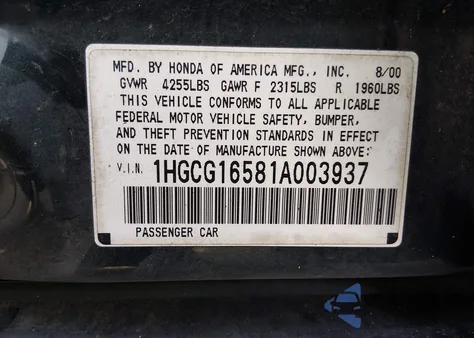 MFD. BY HONDA OF AMERICA MFG., INC. 8/00
GVWR 4255LBS GAWR F 2315LBS R 1960LBS
THIS VEHICLE CONFORMS TO ALL APPLICABLE
FEDERAL MOTOR VEHICLE SAFETY, BUMPER,
AND THEFT PREVENTION STANDARDS IN EFFECT
ON THE DATE OF MANUFACTURE SHOWN ABOVE:
V.I.N. 1HGCG16581A003937
PASSENGER CAR